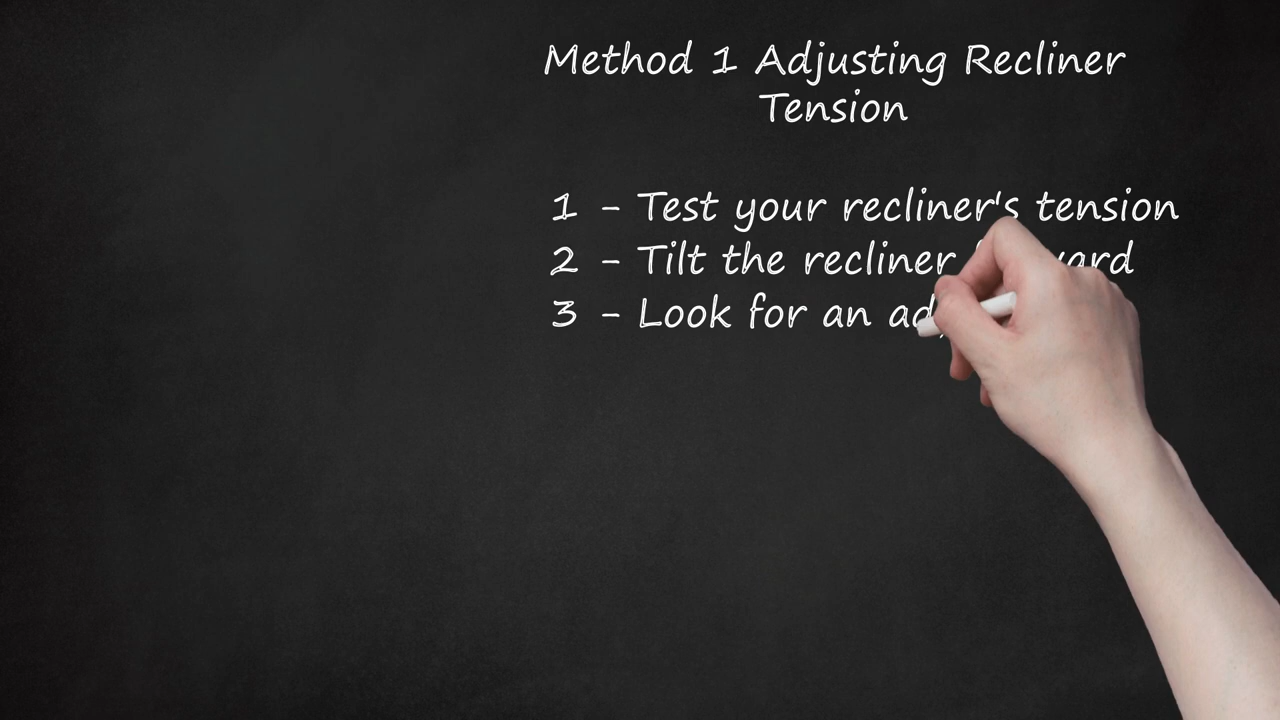 Method 1 Adjusting Recliner
Tension
1 - Test your recliner's tension
2 - Tilt the recliner
3 - Look for an